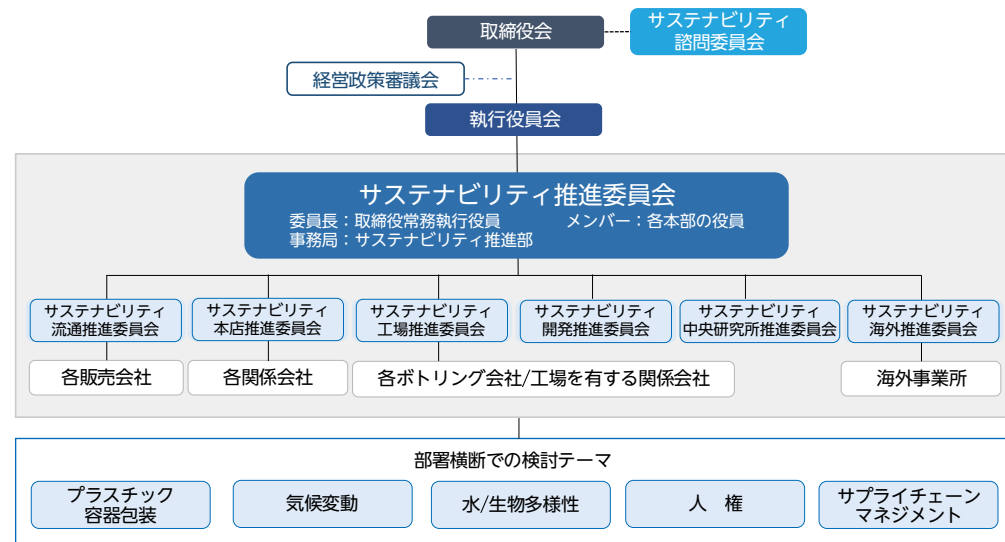 取締役会
サステナビリティ
諮問委員会
経営政策審議会
執行役員会
サステナビリティ推進委員会
委員長：取締役常務執行役員　メンバー：各本部の役員
事務局：サステナビリティ推進部
サステナビリティ
流通推進委員会
サステナビリティ
本店推進委員会
サステナビリティ
工場推進委員会
サステナビリティ
開発推進委員会
サステナビリティ
中央研究所推進委員会
サステナビリティ
海外推進委員会
各販売会社
各関係会社
各ボトリング会社/工場を有する関係会社
海外事業所
部署横断での検討テーマ
プラスチック
容器包装
気候変動
水/生物多様性
人　権
サプライチェーン
マネジメント